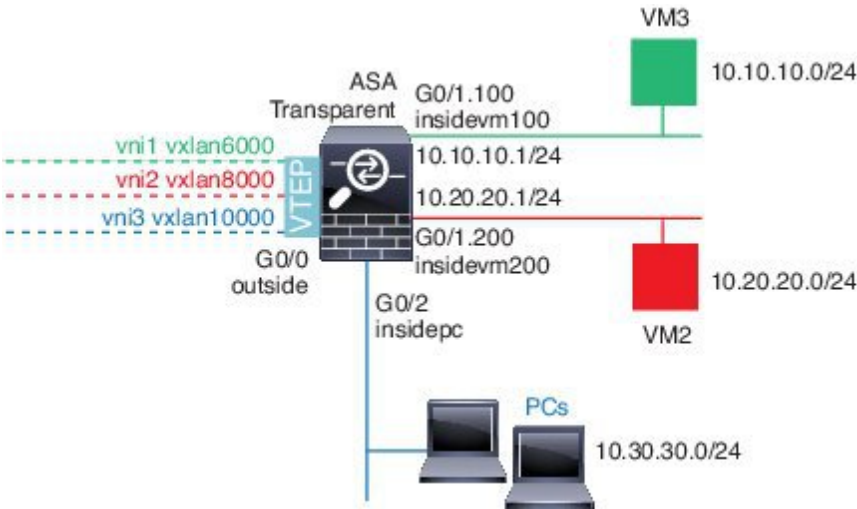 VM3
10.10.10.0/24
ASA
Transparent
G0/1.100
insidevm100
vni1 vxlan6000
vni2 vxlan8000
vni3 vxlan10000
VTEP
10.10.10.1/24
10.20.20.1/24
G0/1.200
insidevm200
G0/0
outside
10.20.20.0/24
VM2
G0/2
insidepc
PCs
10.30.30.0/24